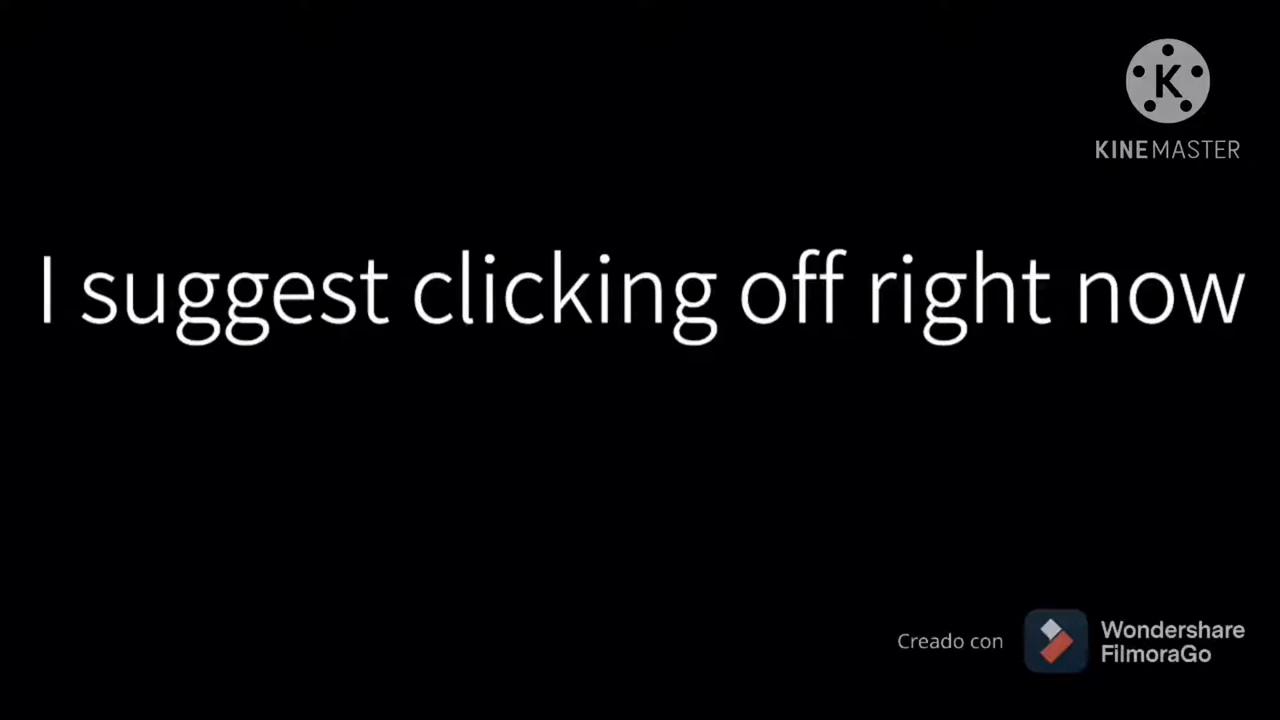 K
KINEMASTER
I suggest clicking off right now
Creado con
Wondershare
FilmoraGo